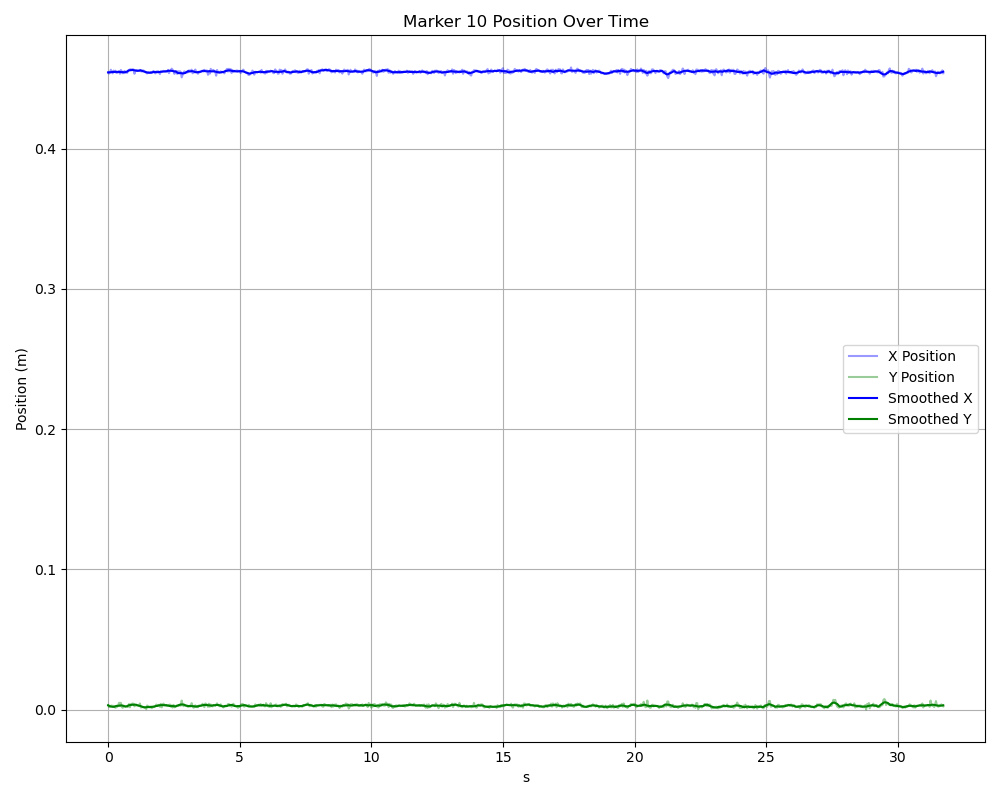 Marker 10 Position Over Time
Position (m)
0.4
0.3
0.2
0.1
0.0
X Position
Y Position
Smoothed X
Smoothed Y
0 5 10 15 20 25 30
s